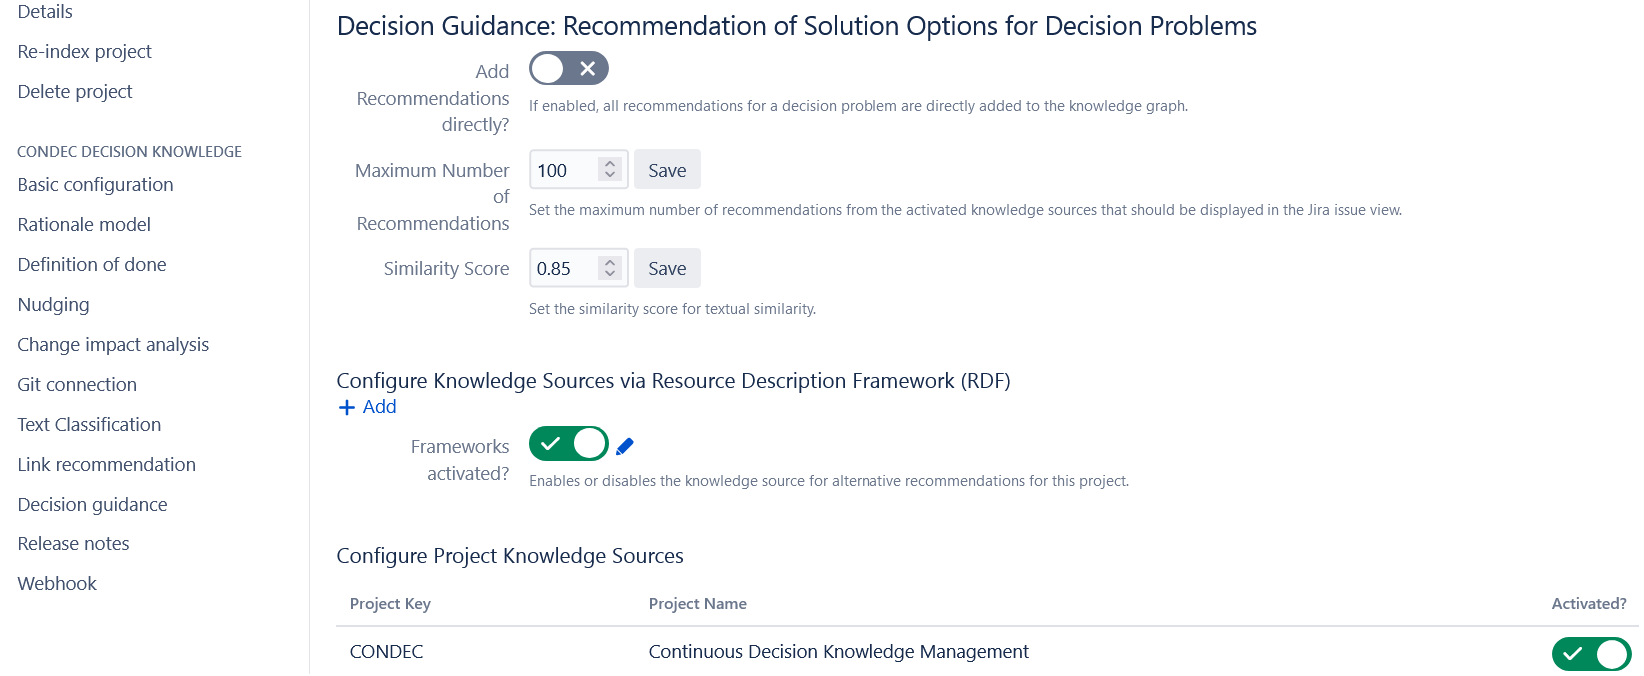 Details
Re-index project
Delete project
CONDEC DECISION KNOWLEDGE
Basic configuration
Rationale model
Definition of done
Nudging
Change impact analysis
Git connection
Text Classification
Link recommendation
Decision guidance
Release notes
Webhook
Decision Guidance: Recommendation of Solution Options for Decision Problems
Add
Recommendations
directly?
If enabled, all recommendations for a decision problem are directly added to the knowledge graph.
Maximum Number
of
Recommendations
100
Save
Set the maximum number of recommendations from the activated knowledge sources that should be displayed in the Jira issue view.
Similarity Score
0.85
Save
Set the similarity score for textual similarity.
Configure Knowledge Sources via Resource Description Framework (RDF)
+ Add
Frameworks
activated?
Enables or disables the knowledge source for alternative recommendations for this project.
Configure Project Knowledge Sources
Project Key Project Name Activated?
CONDEC Continuous Decision Knowledge Management